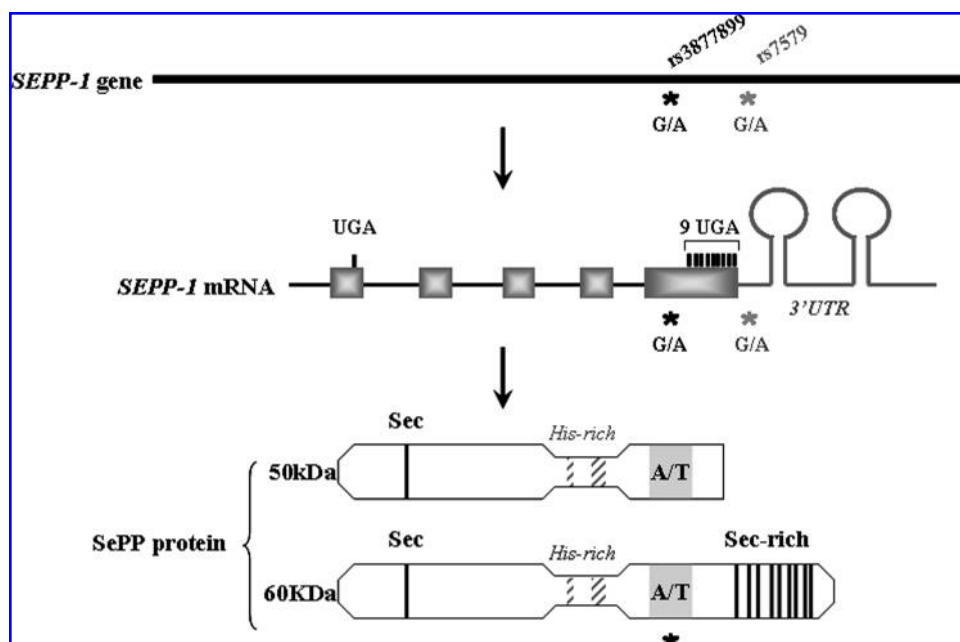 rs3877899
rs7579
SEPP-1 gene
* *
G/A G/A
UGA 9 UGA
SEPP-1 mRNA
3'UTR
* *
G/A G/A
Sec His-rich
50kDa A/T
SePP protein
Sec His-rich Sec-rich
60KDa A/T
*